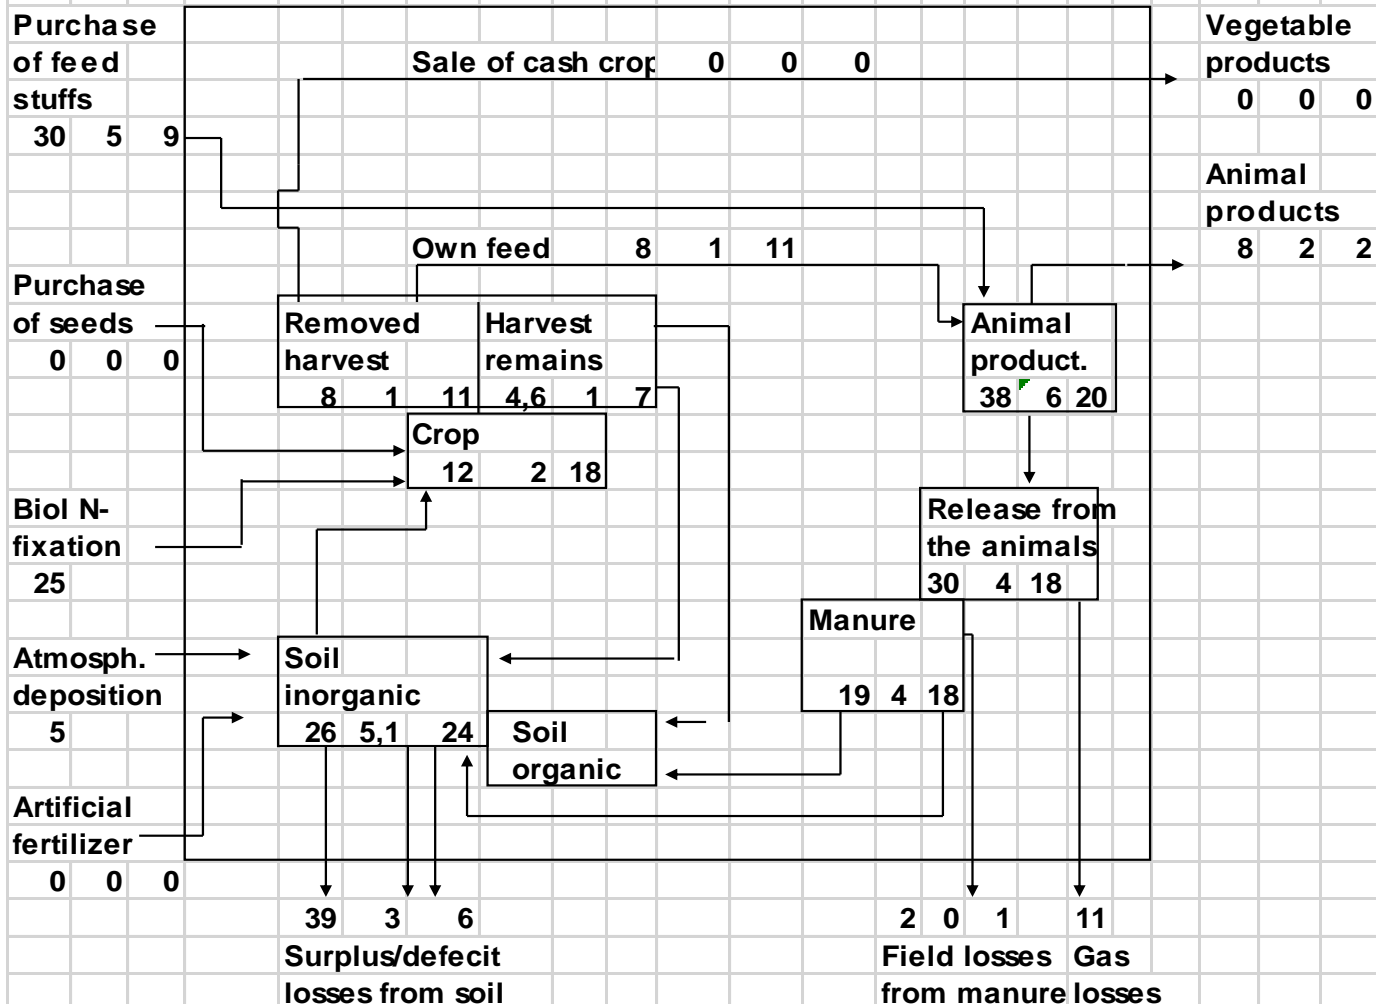 Purchase
of feed
stuffs
30 5 9
Sale of cash crop 0 0 0
Vegetable
products
0 0 0
Animal
products
8 2 2
Own feed 8 1 11
Purchase
of seeds
0 0 0
Removed
harvest
8 1 11
Harvest
remains
4,6 1 7
Animal
product.
38 6 20
Crop
12 2 18
Biol N-
fixation
25
Release from
the animals
30 4 18
Manure
19 4 18
Atmosph.
deposition
5
Soil
inorganic
26 5,1 24
Soil
organic
Artificial
fertilizer
0 0 0
39 3 6
Surplus/defecit
losses from soil
2 0 1
Field losses
from manure
11
Gas
losses